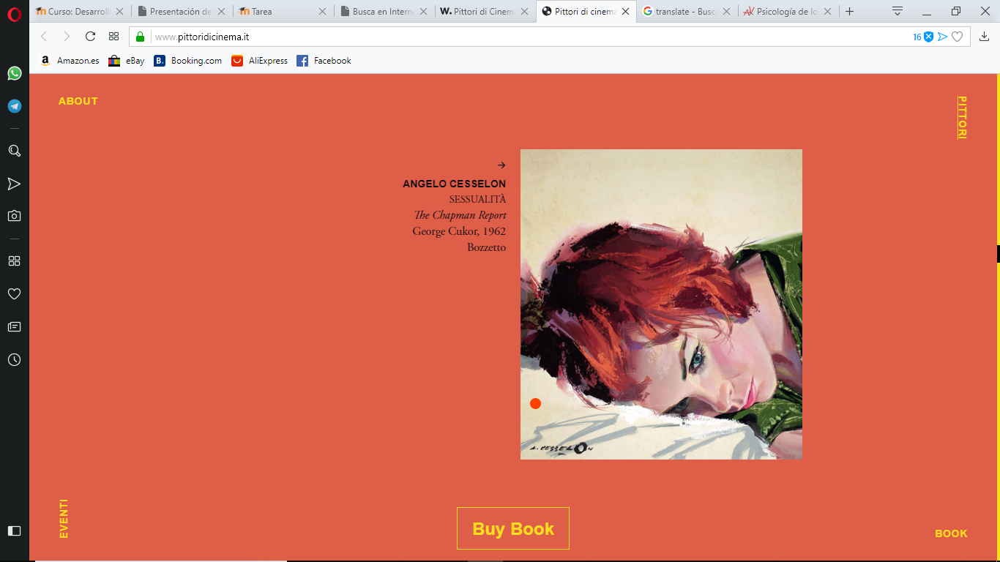 Curso: Desarroll
Presentación de
Tarea
Busca en Intern
W. Pittori di Cinem
Pittori di cinema
translate - Busc
Psicología de lo
www.pittoridicinema.it
16
Amazon.es
eBay
B. Booking.com
AliExpress
Facebook
ABOUT
PITTORI
→
ANGELO CESSELON
SESSUALITÀ
The Chapman Report
George Cukor, 1962
Bozzetto
A. CESSELON
EVENTI
Buy Book
BOOK